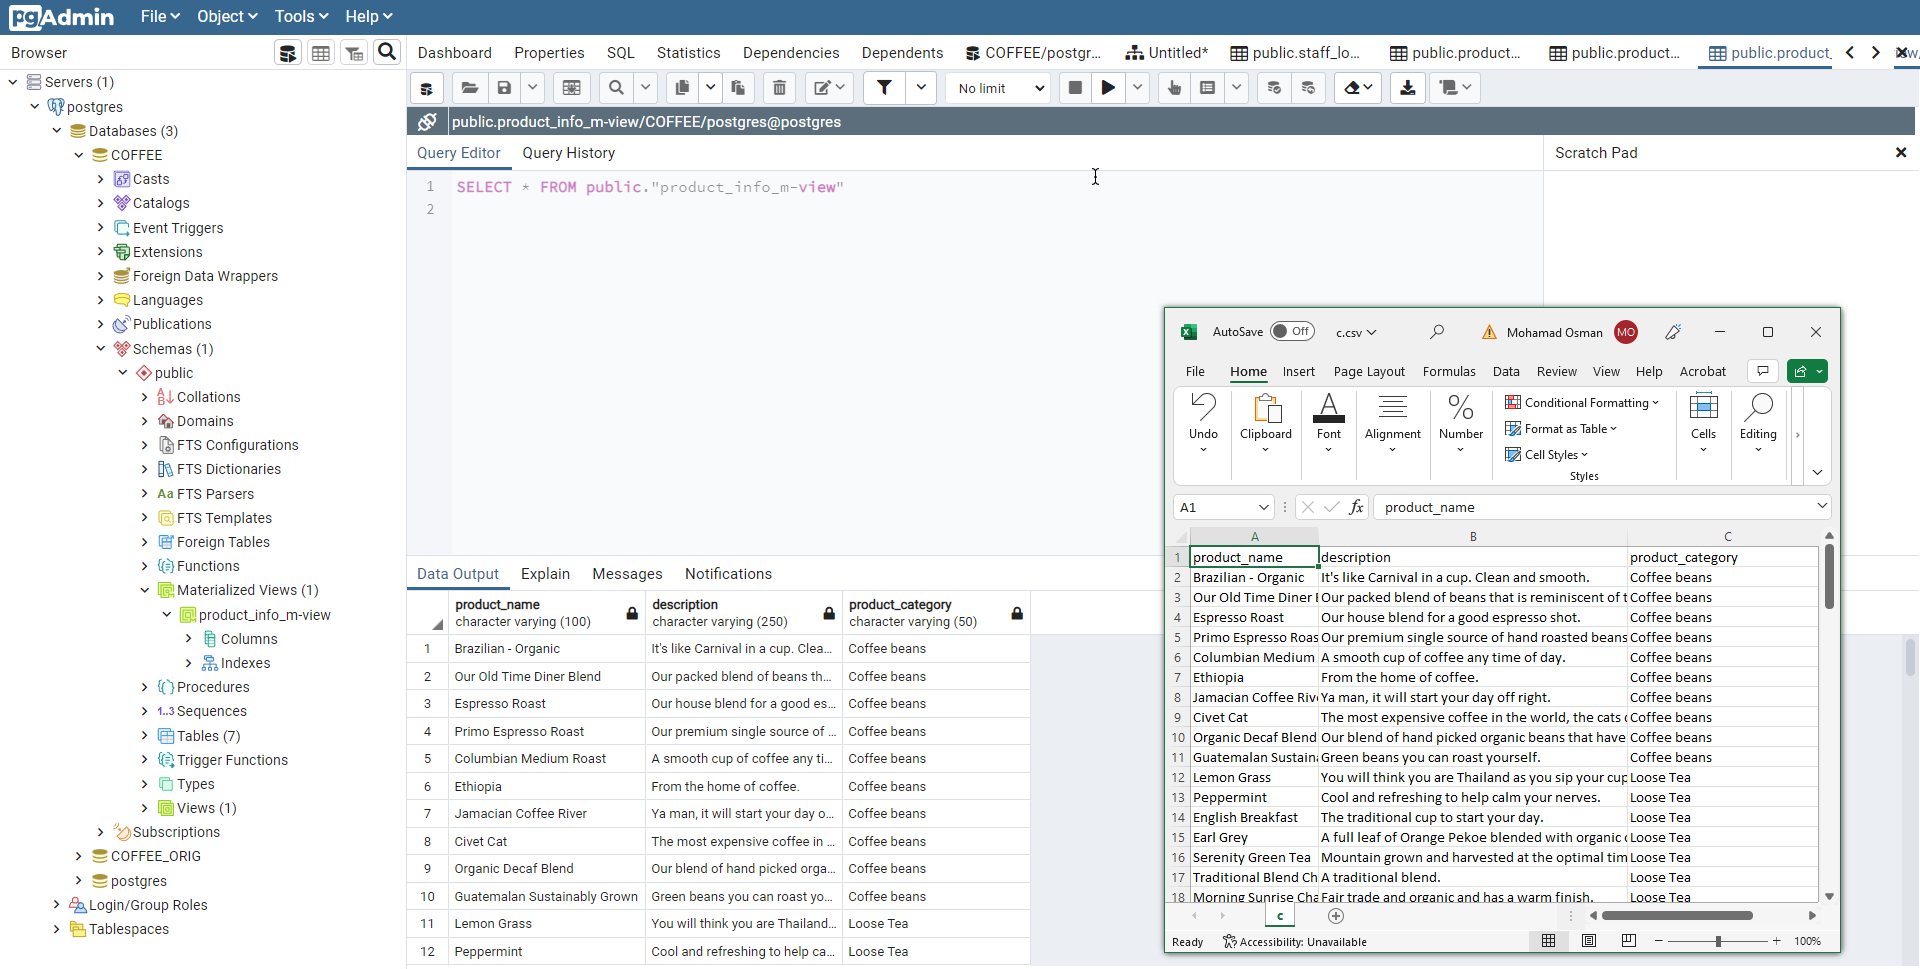 pgAdmin File Object Tools Help
Browser
Dashboard Properties SQL Statistics Dependencies Dependents COFFEE/postgr... Untitled* public.staff_lo... public.product... public.product... public.product_
No limit
public.product_info_m-view/COFFEE/postgres@postgres
Query Editor Query History
Scratch Pad
1 SELECT * FROM public."product_info_m-view"
2
Servers (1)
postgres
Databases (3)
COFFEE
Casts
Catalogs
Event Triggers
Extensions
Foreign Data Wrappers
Languages
Publications
Schemas (1)
public
Collations
Domains
FTS Configurations
FTS Dictionaries
Aa FTS Parsers
FTS Templates
Foreign Tables
Functions
Materialized Views (1)
product_info_m-view
Columns
Indexes
Procedures
1..3 Sequences
Tables (7)
Trigger Functions
Types
Views (1)
Subscriptions
COFFEE_ORIG
postgres
Login/Group Roles
Tablespaces
Data Output Explain Messages Notifications
product_name description product_category
character varying (100) character varying (250) character varying (50)
1 Brazilian - Organic It's like Carnival in a cup. Clea... Coffee beans
2 Our Old Time Diner Blend Our packed blend of beans th... Coffee beans
3 Espresso Roast Our house blend for a good es... Coffee beans
4 Primo Espresso Roast Our premium single source of ... Coffee beans
5 Columbian Medium Roast A smooth cup of coffee any ti... Coffee beans
6 Ethiopia From the home of coffee. Coffee beans
7 Jamacian Coffee River Ya man, it will start your day o... Coffee beans
8 Civet Cat The most expensive coffee in ... Coffee beans
9 Organic Decaf Blend Our blend of hand picked orga... Coffee beans
10 Guatemalan Sustainably Grown Green beans you can roast yo... Coffee beans
11 Lemon Grass You will think you are Thailand... Loose Tea
12 Peppermint Cool and refreshing to help ca... Loose Tea
AutoSave Off c.csv Mohamad Osman MO
File Home Insert Page Layout Formulas Data Review View Help Acrobat
Undo Clipboard Font Alignment Number
Conditional Formatting
Format as Table
Cell Styles
Styles
Cells Editing
A1 fx product_name
A B C
1 product_name description product_category
2 Brazilian - Organic It's like Carnival in a cup. Clean and smooth. Coffee beans
3 Our Old Time Diner Our packed blend of beans that is reminiscent of t Coffee beans
4 Espresso Roast Our house blend for a good espresso shot. Coffee beans
5 Primo Espresso Roas Our premium single source of hand roasted beans Coffee beans
6 Columbian Medium A smooth cup of coffee any time of day. Coffee beans
7 Ethiopia From the home of coffee. Coffee beans
8 Jamacian Coffee Riv Ya man, it will start your day off right. Coffee beans
9 Civet Cat The most expensive coffee in the world, the cats Coffee beans
10 Organic Decaf Blend Our blend of hand picked organic beans that have Coffee beans
11 Guatemalan Sustain Green beans you can roast yourself. Coffee beans
12 Lemon Grass You will think you are Thailand as you sip your cup Loose Tea
13 Peppermint Cool and refreshing to help calm your nerves. Loose Tea
14 English Breakfast The traditional cup to start your day. Loose Tea
15 Earl Grey A full leaf of Orange Pekoe blended with organic Loose Tea
16 Serenity Green Tea Mountain grown and harvested at the optimal tim Loose Tea
17 Traditional Blend Ch A traditional blend. Loose Tea
18 Morning Sunrise Cha Fair trade and organic and has a warm finish. Loose Tea
c
Ready Accessibility: Unavailable 100%